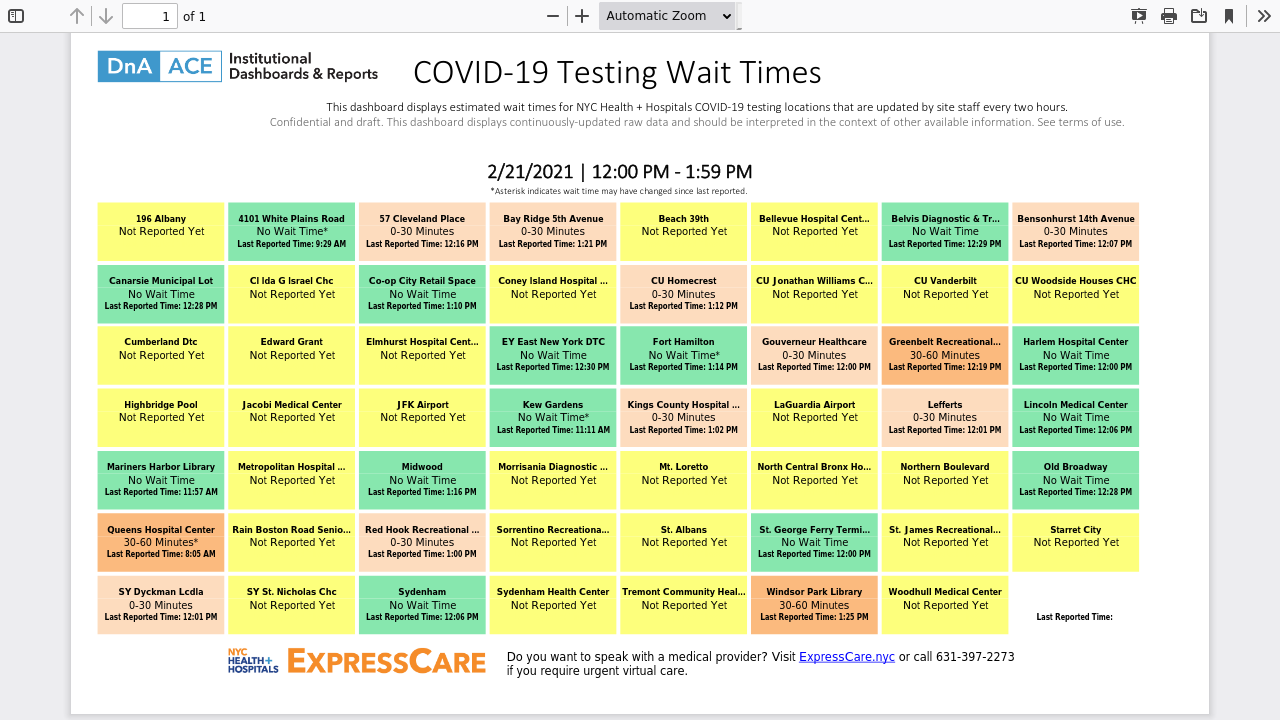 1 of 1 Automatic Zoom
DnA ACE Institutional
Dashboards & Reports
COVID-19 Testing Wait Times
This dashboard displays estimated wait times for NYC Health + Hospitals COVID-19 testing locations that are updated by site staff every two hours.
Confidential and draft. This dashboard displays continuously-updated raw data and should be interpreted in the context of other available information. See terms of use.
2/21/2021 | 12:00 PM - 1:59 PM
*Asterisk indicates wait time may have changed since last reported.
196 Albany
Not Reported Yet
4101 White Plains Road
No Wait Time*
Last Reported Time: 9:29 AM
57 Cleveland Place
0-30 Minutes
Last Reported Time: 12:16 PM
Bay Ridge 5th Avenue
0-30 Minutes
Last Reported Time: 1:21 PM
Beach 39th
Not Reported Yet
Bellevue Hospital Cent...
Not Reported Yet
Belvis Diagnostic & Tr...
No Wait Time
Last Reported Time: 12:29 PM
Bensonhurst 14th Avenue
0-30 Minutes
Last Reported Time: 12:07 PM
Canarsie Municipal Lot
No Wait Time
Last Reported Time: 12:28 PM
Cl Ida G Israel Chc
Not Reported Yet
Co-op City Retail Space
No Wait Time
Last Reported Time: 1:10 PM
Coney Island Hospital ...
Not Reported Yet
CU Homecrest
0-30 Minutes
Last Reported Time: 1:12 PM
CU Jonathan Williams C...
Not Reported Yet
CU Vanderbilt
Not Reported Yet
CU Woodside Houses CHC
Not Reported Yet
Cumberland Dtc
Not Reported Yet
Edward Grant
Not Reported Yet
Elmhurst Hospital Cent...
Not Reported Yet
EY East New York DTC
No Wait Time
Last Reported Time: 12:30 PM
Fort Hamilton
No Wait Time*
Last Reported Time: 1:14 PM
Gouverneur Healthcare
0-30 Minutes
Last Reported Time: 12:00 PM
Greenbelt Recreational...
30-60 Minutes
Last Reported Time: 12:19 PM
Harlem Hospital Center
No Wait Time
Last Reported Time: 12:00 PM
Highbridge Pool
Not Reported Yet
Jacobi Medical Center
Not Reported Yet
JFK Airport
Not Reported Yet
Kew Gardens
No Wait Time*
Last Reported Time: 11:11 AM
Kings County Hospital ...
0-30 Minutes
Last Reported Time: 1:02 PM
LaGuardia Airport
Not Reported Yet
Lefferts
0-30 Minutes
Last Reported Time: 12:01 PM
Lincoln Medical Center
No Wait Time
Last Reported Time: 12:06 PM
Mariners Harbor Library
No Wait Time
Last Reported Time: 11:57 AM
Metropolitan Hospital ...
Not Reported Yet
Midwood
No Wait Time
Last Reported Time: 1:16 PM
Morrisania Diagnostic ...
Not Reported Yet
Mt. Loretto
Not Reported Yet
North Central Bronx Ho...
Not Reported Yet
Northern Boulevard
Not Reported Yet
Old Broadway
No Wait Time
Last Reported Time: 12:28 PM
Queens Hospital Center
30-60 Minutes*
Last Reported Time: 8:05 AM
Rain Boston Road Senio...
Not Reported Yet
Red Hook Recreational ...
0-30 Minutes
Last Reported Time: 1:00 PM
Sorrentino Recreationa...
Not Reported Yet
St. Albans
Not Reported Yet
St. George Ferry Termi...
No Wait Time
Last Reported Time: 12:00 PM
St. James Recreational...
Not Reported Yet
Starret City
Not Reported Yet
SY Dyckman Lcdla
0-30 Minutes
Last Reported Time: 12:01 PM
SY St. Nicholas Chc
Not Reported Yet
Sydenham
No Wait Time
Last Reported Time: 12:06 PM
Sydenham Health Center
Not Reported Yet
Tremont Community Heal...
Not Reported Yet
Windsor Park Library
30-60 Minutes
Last Reported Time: 1:25 PM
Woodhull Medical Center
Not Reported Yet
Last Reported Time:
NYC
HEALTH+
HOSPITALS
EXPRESSCARE
Do you want to speak with a medical provider? Visit ExpressCare.nyc or call 631-397-2273
if you require urgent virtual care.